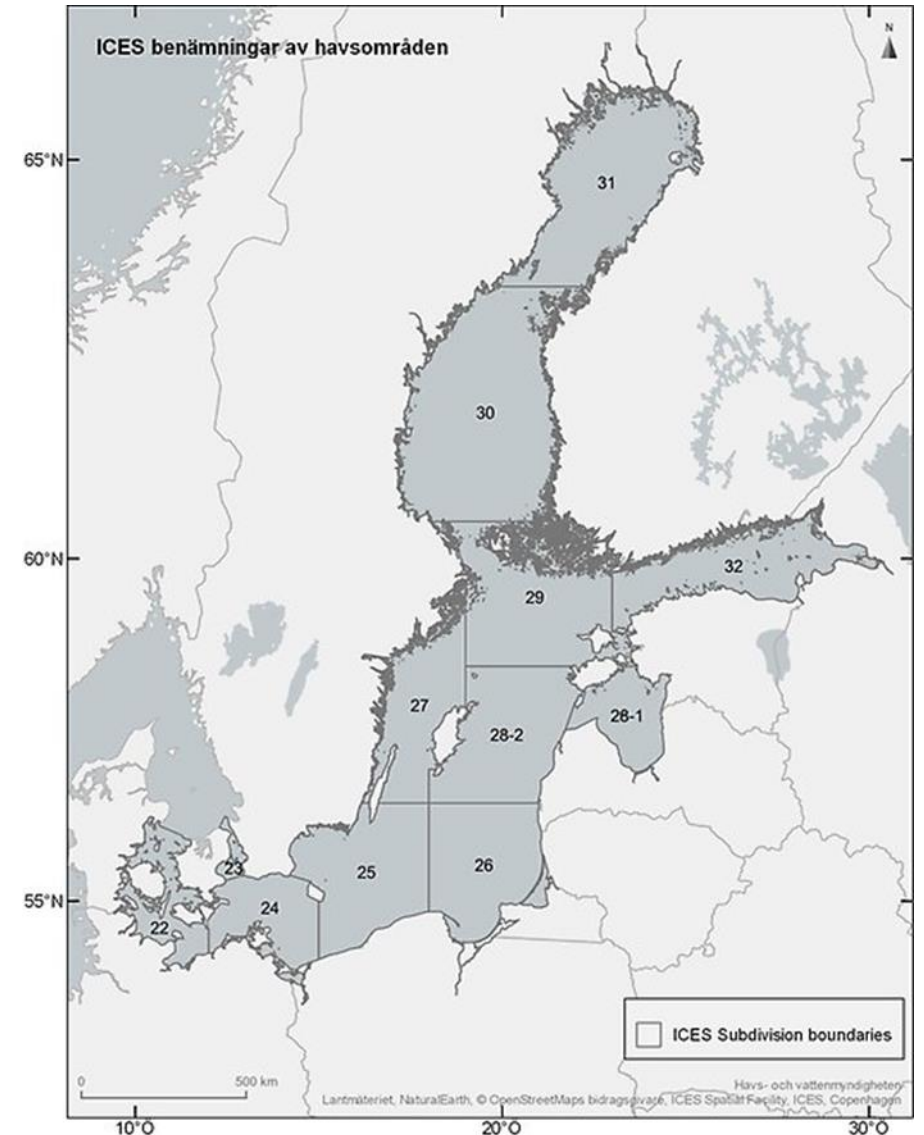 ICES benämningar av havsområden
N
65°N
31
30
60°N
32
29
27
28-2
28-1
23
25
26
55°N
24
22
ICES Subdivision boundaries
0 500 km
Havs- och vattenmyndigheten
Lantmäteriet, NaturalEarth, © OpenStreetMaps bidragsgivare, ICES Spatial Facility, ICES, Copenhagen
10°O 20°O 30°O